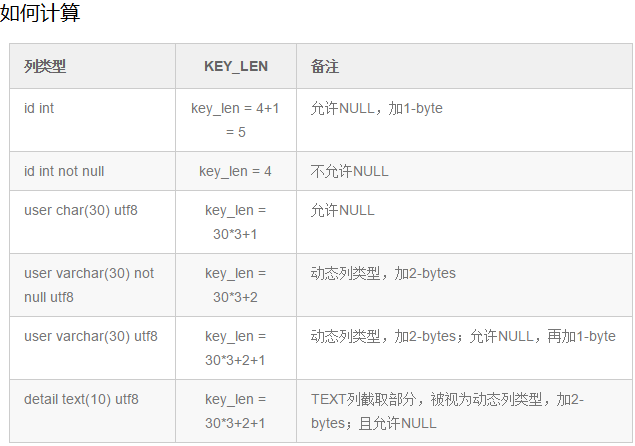 如何计算
列类型 KEY_LEN 备注
id int key_len = 4+1 允许NULL，加1-byte
= 5
id int not null key_len = 4 不允许NULL
user char(30) utf8 key_len = 允许NULL
30*3+1
user varchar(30) not key_len = 动态列类型，加2-bytes
null utf8 30*3+2
user varchar(30) utf8 key_len = 动态列类型，加2-bytes；允许NULL，再加1-byte
30*3+2+1
detail text(10) utf8 key_len = TEXT列截取部分，被视为动态列类型，加2-
30*3+2+1 bytes；且允许NULL